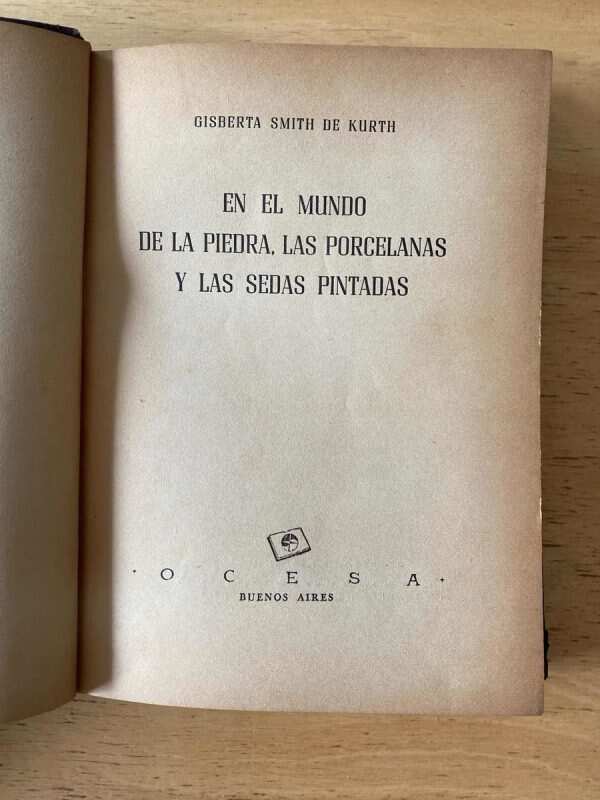 GISBERTA SMITH DE KURTH
EN EL MUNDO
DE LA PIEDRA, LAS PORCELANAS
Y LAS SEDAS PINTADAS
· O C E S A ·
BUENOS AIRES